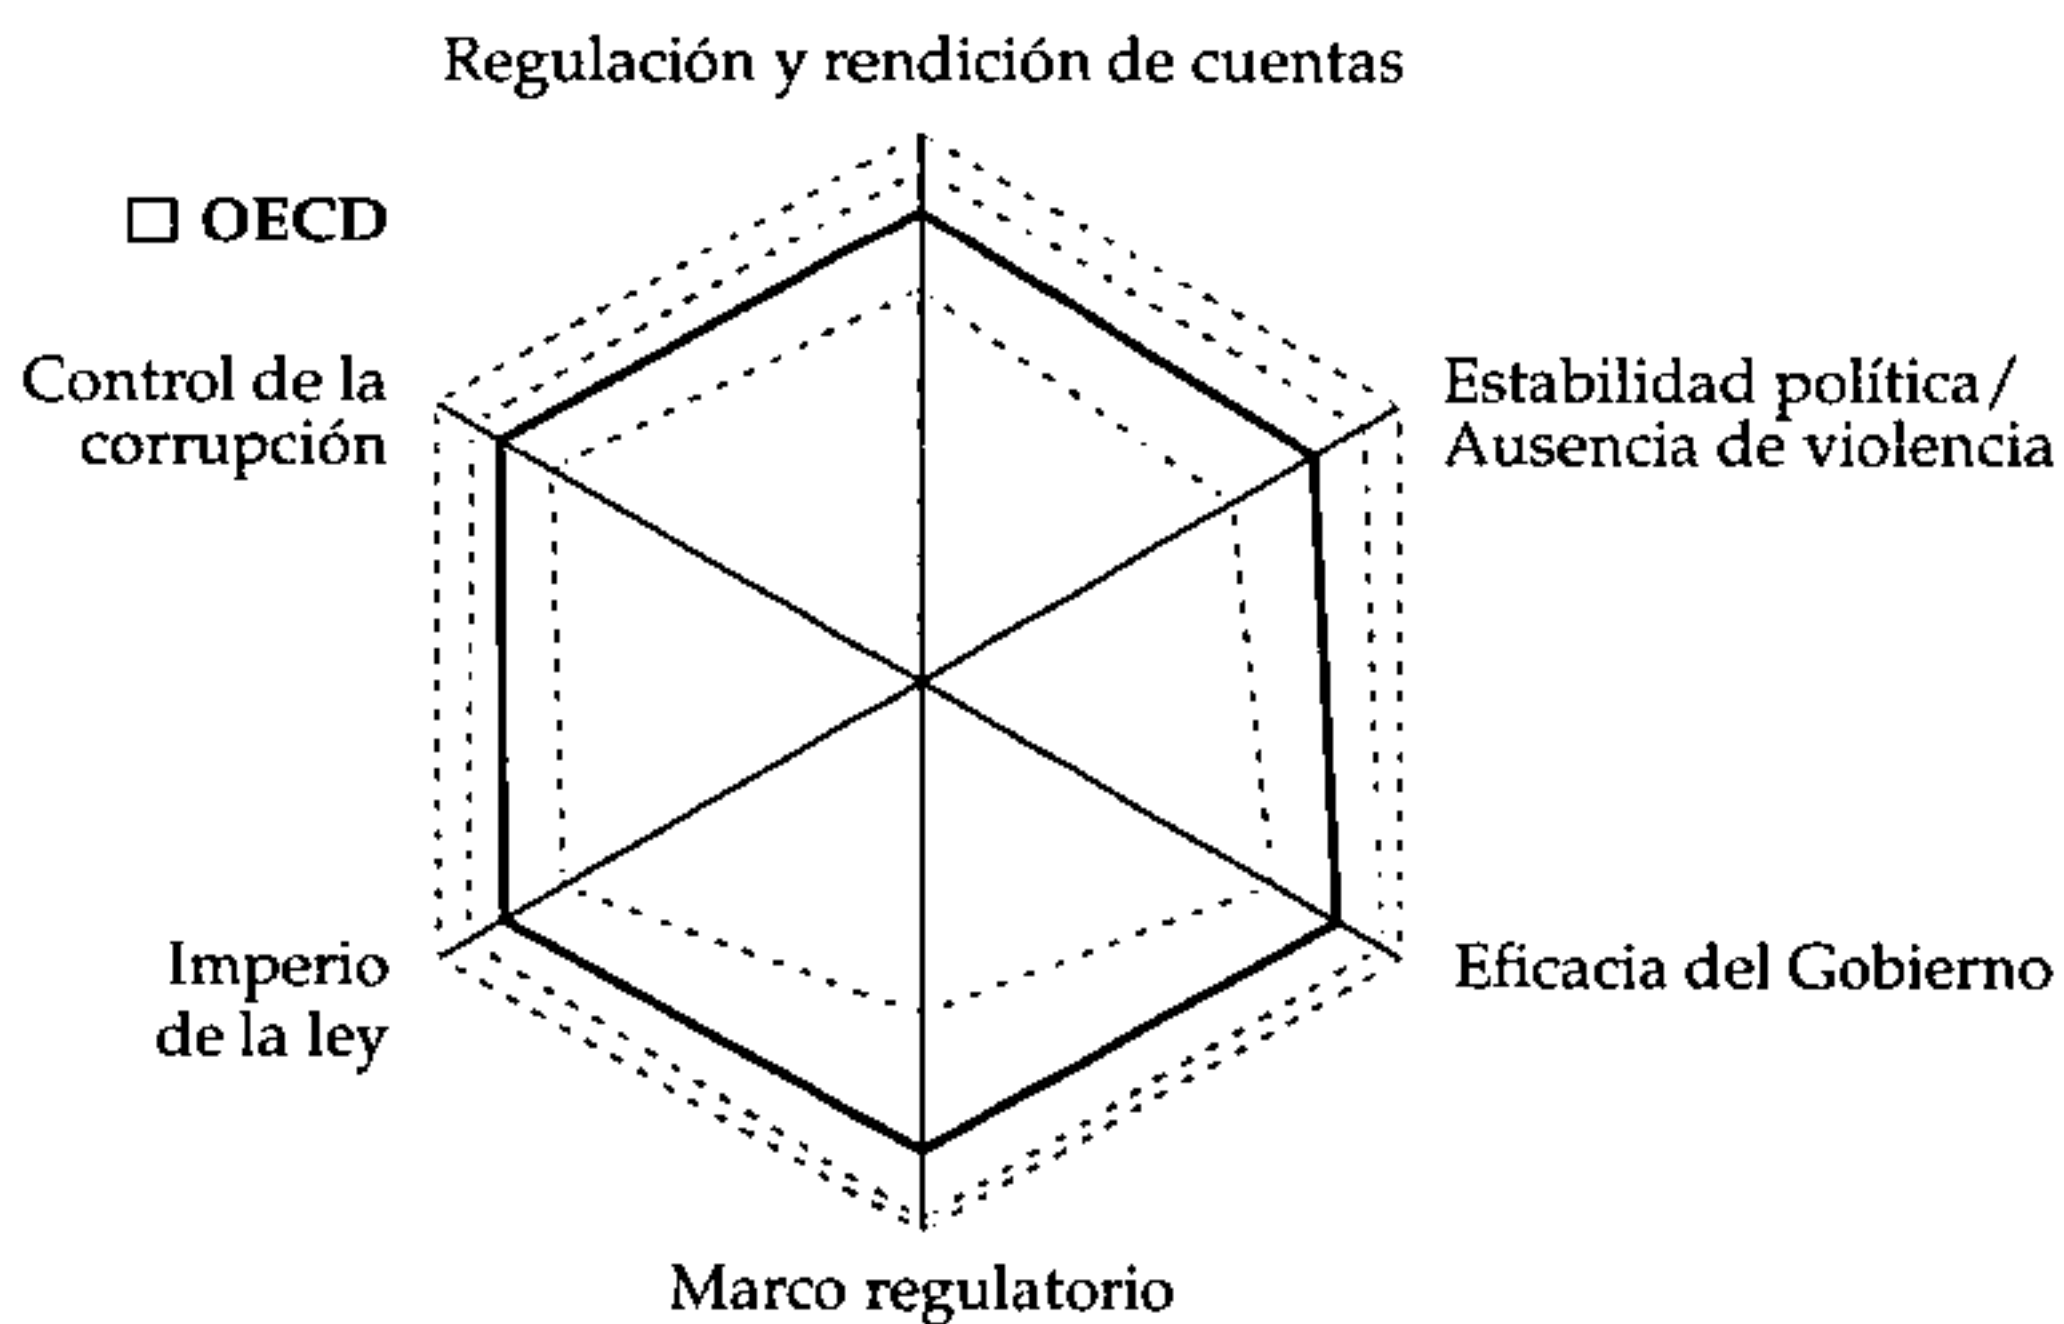 Regulación y rendición de cuentas
OECD
Control de la
corrupción
Estabilidad política/
Ausencia de violencia
Imperio
de la ley
Eficacia del Gobierno
Marco regulatorio